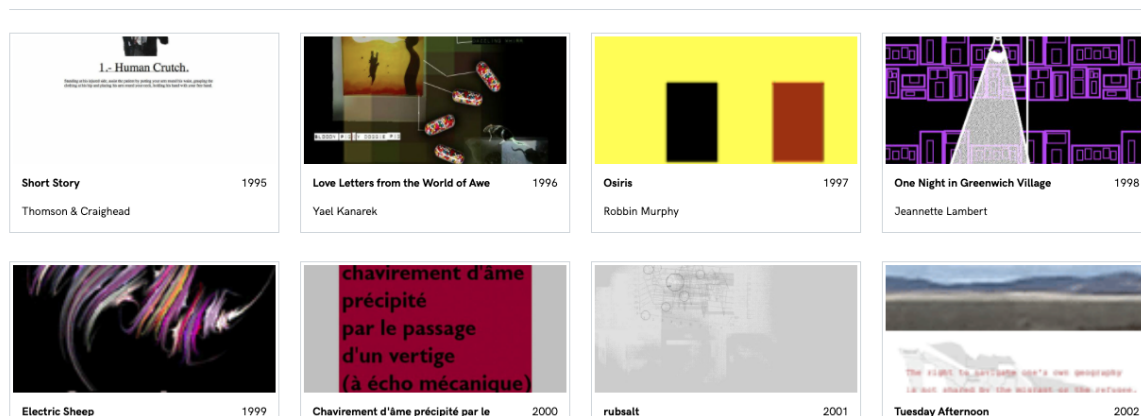 1.- Human Crutch.
Short Story 1995
Thomson & Craighead
Love Letters from the World of Awe 1996
Yael Kanarek
Osiris 1997
Robbin Murphy
One Night in Greenwich Village 1998
Jeannette Lambert
chavirement d'âme
précipité
par le passage
d'un vertige
(à écho mécanique)
The right to navigate one's own geography
is not shared by the migrant or the refugee.
Electric Sheep 1999
Chavirement d'âme précipité par le 2000
rubsalt 2001
Tuesday Afternoon 2002